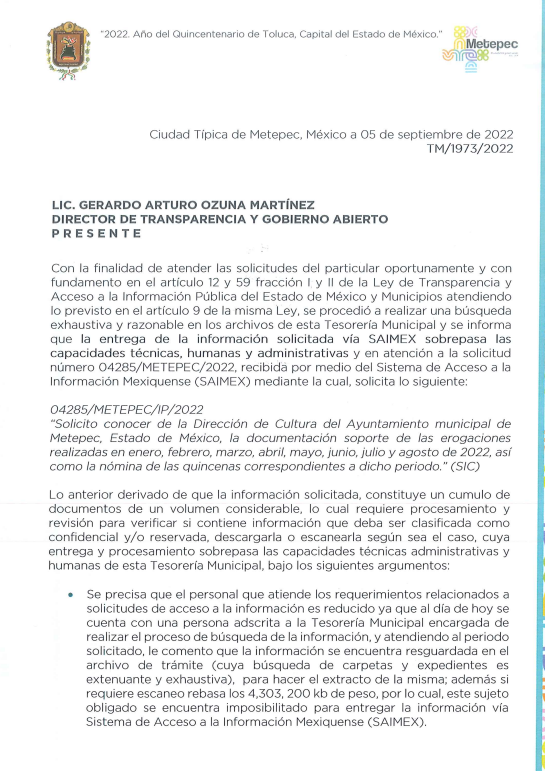 "2022. Año del Quincentenario de Toluca, Capital del Estado de México."
Metepec
Ciudad Típica de Metepec, México a 05 de septiembre de 2022
TM/1973/2022
LIC. GERARDO ARTURO OZUNA MARTÍNEZ
DIRECTOR DE TRANSPARENCIA Y GOBIERNO ABIERTO
P R E S E N T E
Con la finalidad de atender las solicitudes del particular oportunamente y con
fundamento en el artículo 12 y 59 fracción I y II de la Ley de Transparencia y
Acceso a la Información Pública del Estado de México y Municipios atendiendo
lo previsto en el artículo 9 de la misma Ley, se procedió a realizar una búsqueda
exhaustiva y razonable en los archivos de esta Tesorería Municipal y se informa
que la entrega de la información solicitada vía SAIMEX sobrepasa las
capacidades técnicas, humanas y administrativas y en atención a la solicitud
número 04285/METEPEC/2022, recibida por medio del Sistema de Acceso a la
Información Mexiquense (SAIMEX) mediante la cual, solicita lo siguiente:
04285/METEPEC/IP/2022
"Solicito conocer de la Dirección de Cultura del Ayuntamiento municipal de
Metepec, Estado de México, la documentación soporte de las erogaciones
realizadas en enero, febrero, marzo, abril, mayo, junio, julio y agosto de 2022, así
como la nómina de las quincenas correspondientes a dicho periodo." (SIC)
Lo anterior derivado de que la información solicitada, constituye un cumulo de
documentos de un volumen considerable, lo cual requiere procesamiento y
revisión para verificar si contiene información que deba ser clasificada como
confidencial y/o reservada, descargarla o escanearla según sea el caso, cuya
entrega y procesamiento sobrepasa las capacidades técnicas administrativas y
humanas de esta Tesorería Municipal, bajo los siguientes argumentos:
• Se precisa que el personal que atiende los requerimientos relacionados a
solicitudes de acceso a la información es reducido ya que al día de hoy se
cuenta con una persona adscrita a la Tesorería Municipal encargada de
realizar el proceso de búsqueda de la información, y atendiendo al periodo
solicitado, le comento que la información se encuentra resguardada en el
archivo de trámite (cuya búsqueda de carpetas y expedientes es
extenuante y exhaustiva), para hacer el extracto de la misma; además si
requiere escaneo rebasa los 4,303, 200 kb de peso, por lo cual, este sujeto
obligado se encuentra imposibilitado para entregar la información vía
Sistema de Acceso a la Información Mexiquense (SAIMEX).